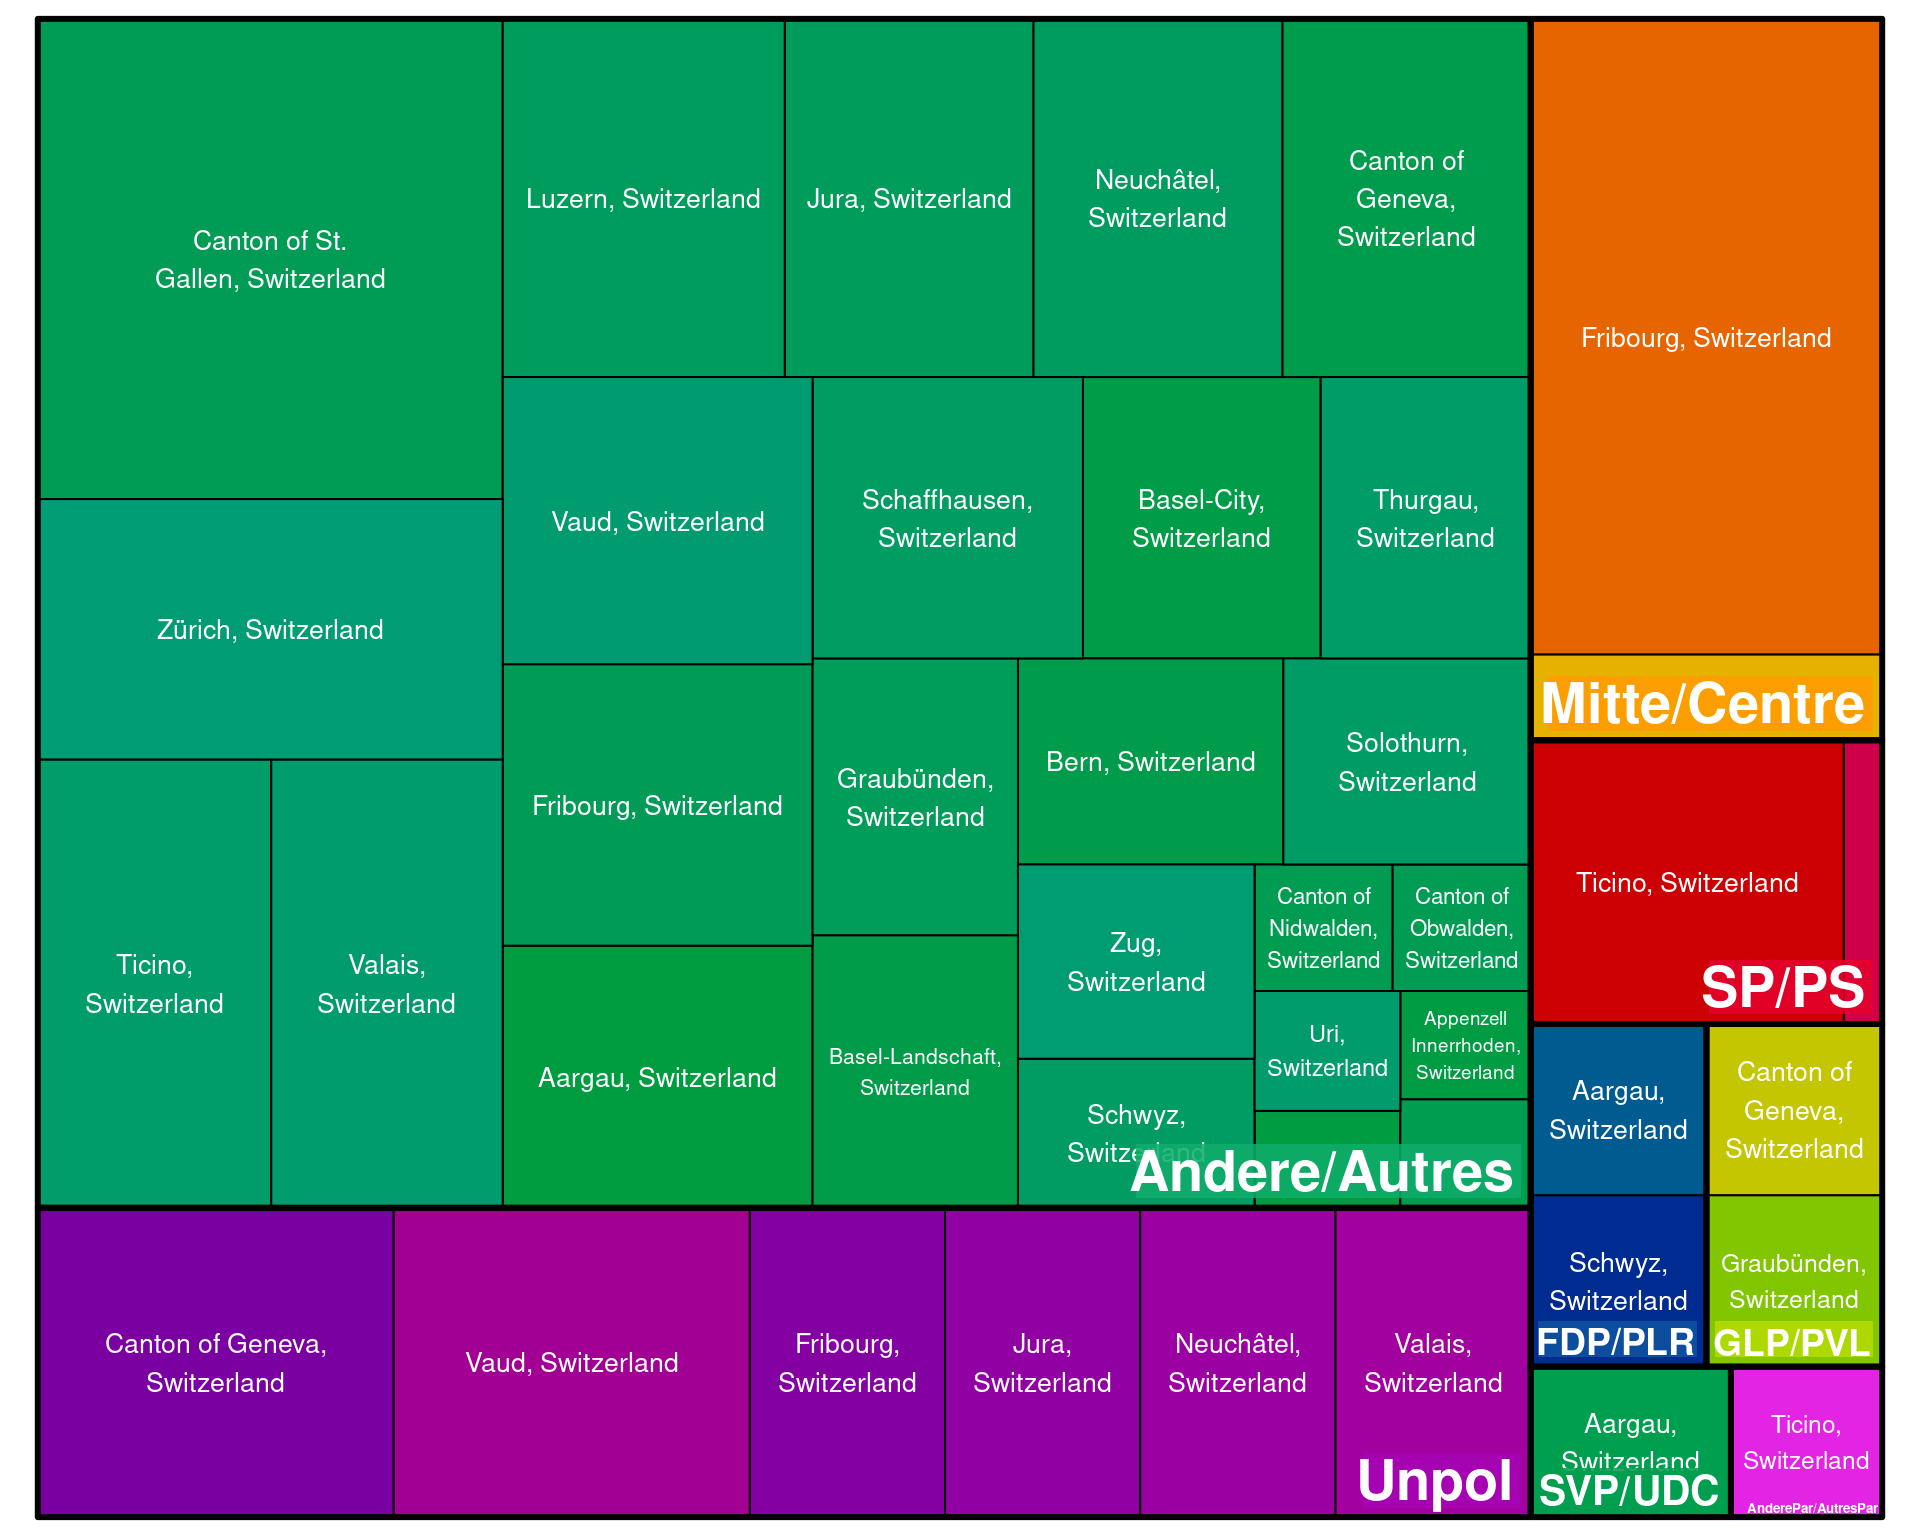 Canton of St.
Gallen, Switzerland
Luzern, Switzerland
Jura, Switzerland
Neuchâtel,
Switzerland
Canton of
Geneva,
Switzerland
Zürich, Switzerland
Vaud, Switzerland
Schaffhausen,
Switzerland
Basel-City,
Switzerland
Thurgau,
Switzerland
Ticino,
Switzerland
Valais,
Switzerland
Fribourg, Switzerland
Graubünden,
Switzerland
Bern, Switzerland
Solothurn,
Switzerland
Aargau, Switzerland
Basel-Landschaft,
Switzerland
Zug,
Switzerland
Canton of
Nidwalden,
Switzerland
Canton of
Obwalden,
Switzerland
Uri,
Switzerland
Appenzell
Innerrhoden,
Switzerland
Schwyz,
Switzerland
Andere/Autres
Canton of Geneva,
Switzerland
Vaud, Switzerland
Fribourg,
Switzerland
Jura,
Switzerland
Neuchâtel,
Switzerland
Valais,
Switzerland
Unpol
Fribourg, Switzerland
Mitte/Centre
Ticino, Switzerland
SP/PS
Aargau,
Switzerland
Schwyz,
Switzerland
FDP/PLR
Canton of
Geneva,
Switzerland
Graubünden,
Switzerland
GLP/PVL
Aargau,
Switzerland
SVP/UDC
Ticino,
Switzerland
AnderePar/AutresPar